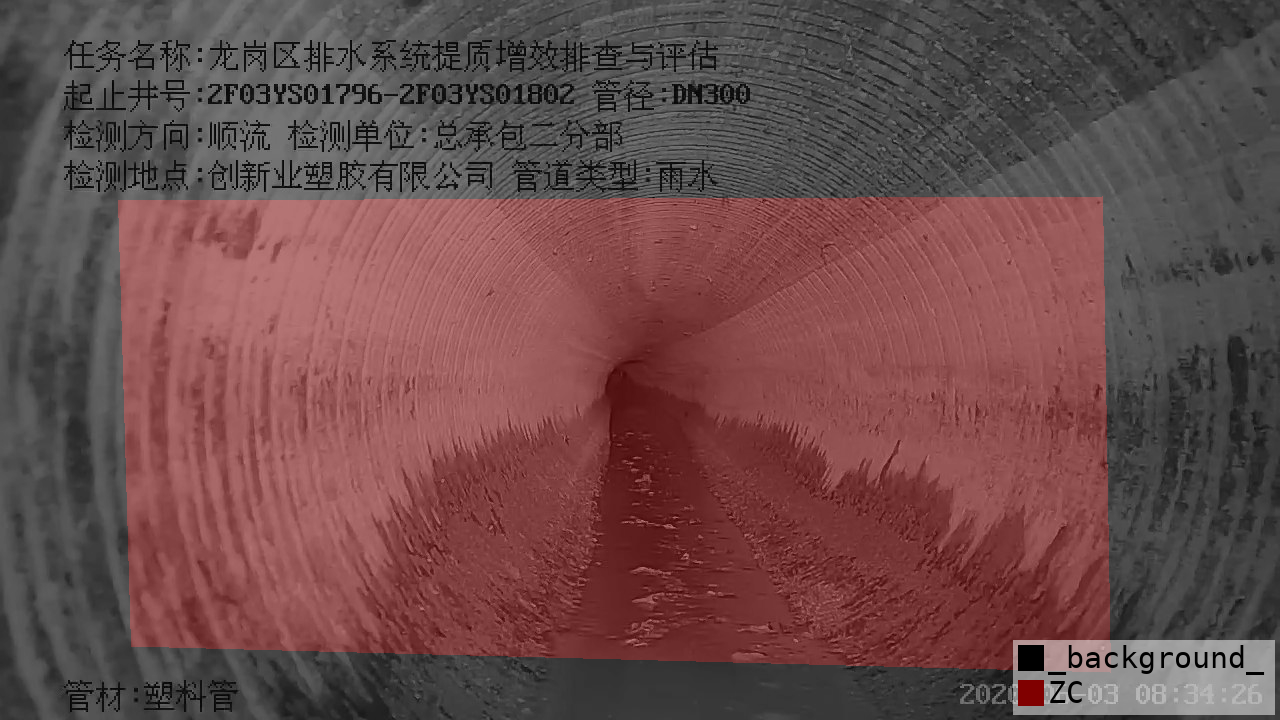 任务名称:龙岗区排水系统提质增效排查与评估
起止井号:2F03YS01796-2F03YS01802 管径:DN300
检测方向:顺流 检测单位:总承包二分部
检测地点:创新业塑胶有限公司 管道类型:雨水
_background_
管材:塑料管
ZC
03 08:34:26